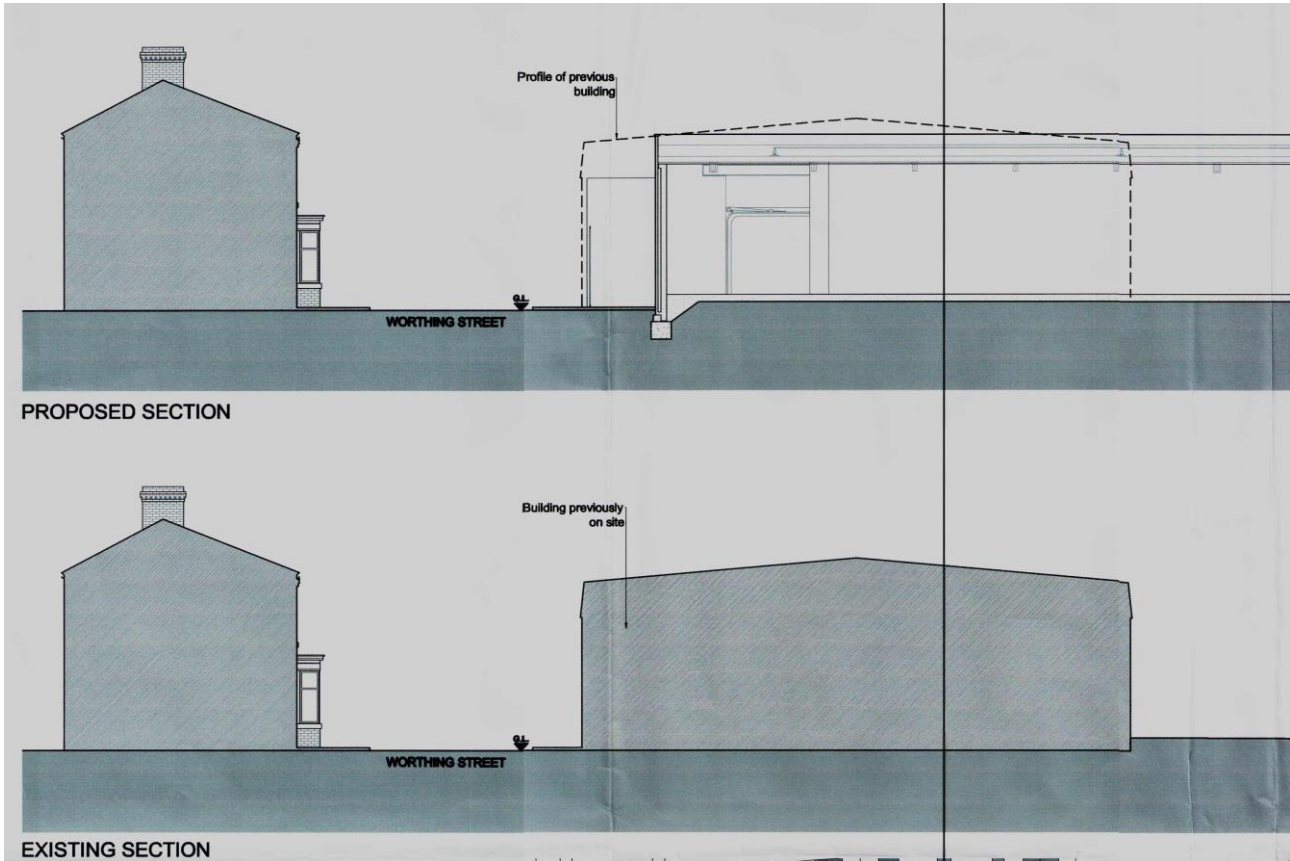 Profile of previous
building
G.L
WORTHING STREET
PROPOSED SECTION
Building previously
on site
G.L
WORTHING STREET
EXISTING SECTION